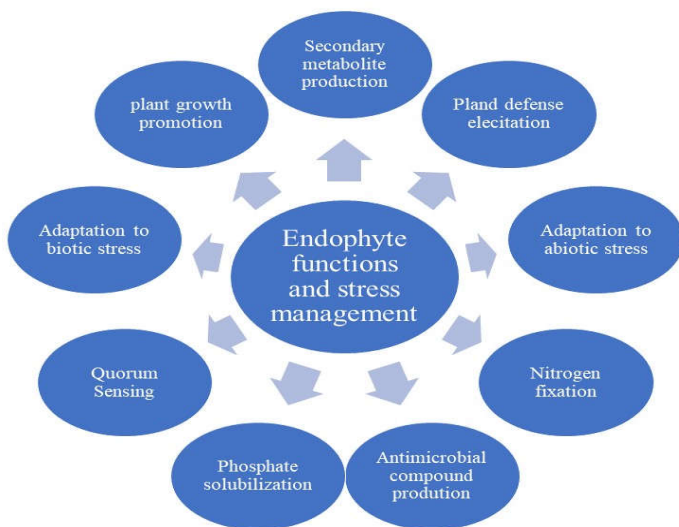 Secondary
metabolite
production
plant growth
promotion
Pland defense
elecitation
Adaptation to
biotic stress
Endophyte
functions
and stress
management
Adaptation to
abiotic stress
Quorum
Sensing
Nitrogen
fixation
Phosphate
solubilization
Antimicrobial
compound
prodution